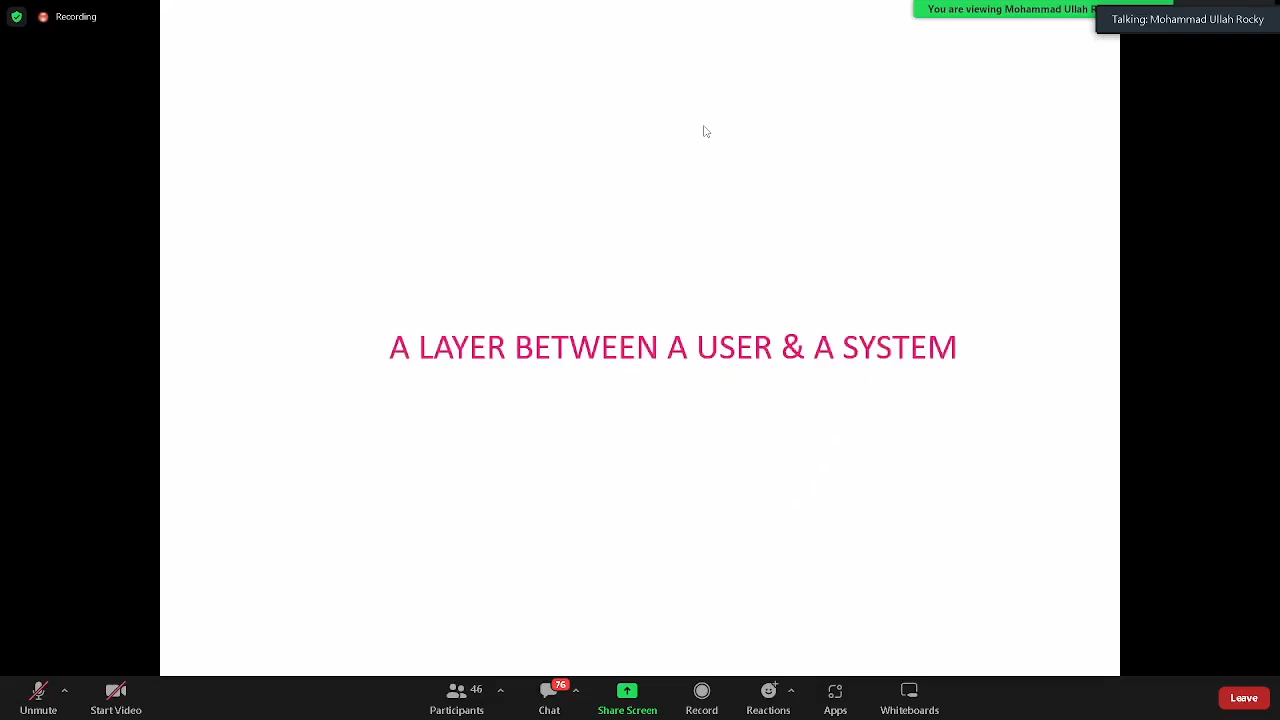 Recording
You are viewing Mohammad Ullah
Talking: Mohammad Ullah Rocky
A LAYER BETWEEN A USER & A SYSTEM
46
76
Unmute
Start Video
Participants
Chat
Share Screen
Record
Reactions
Apps
Whiteboards
Leave